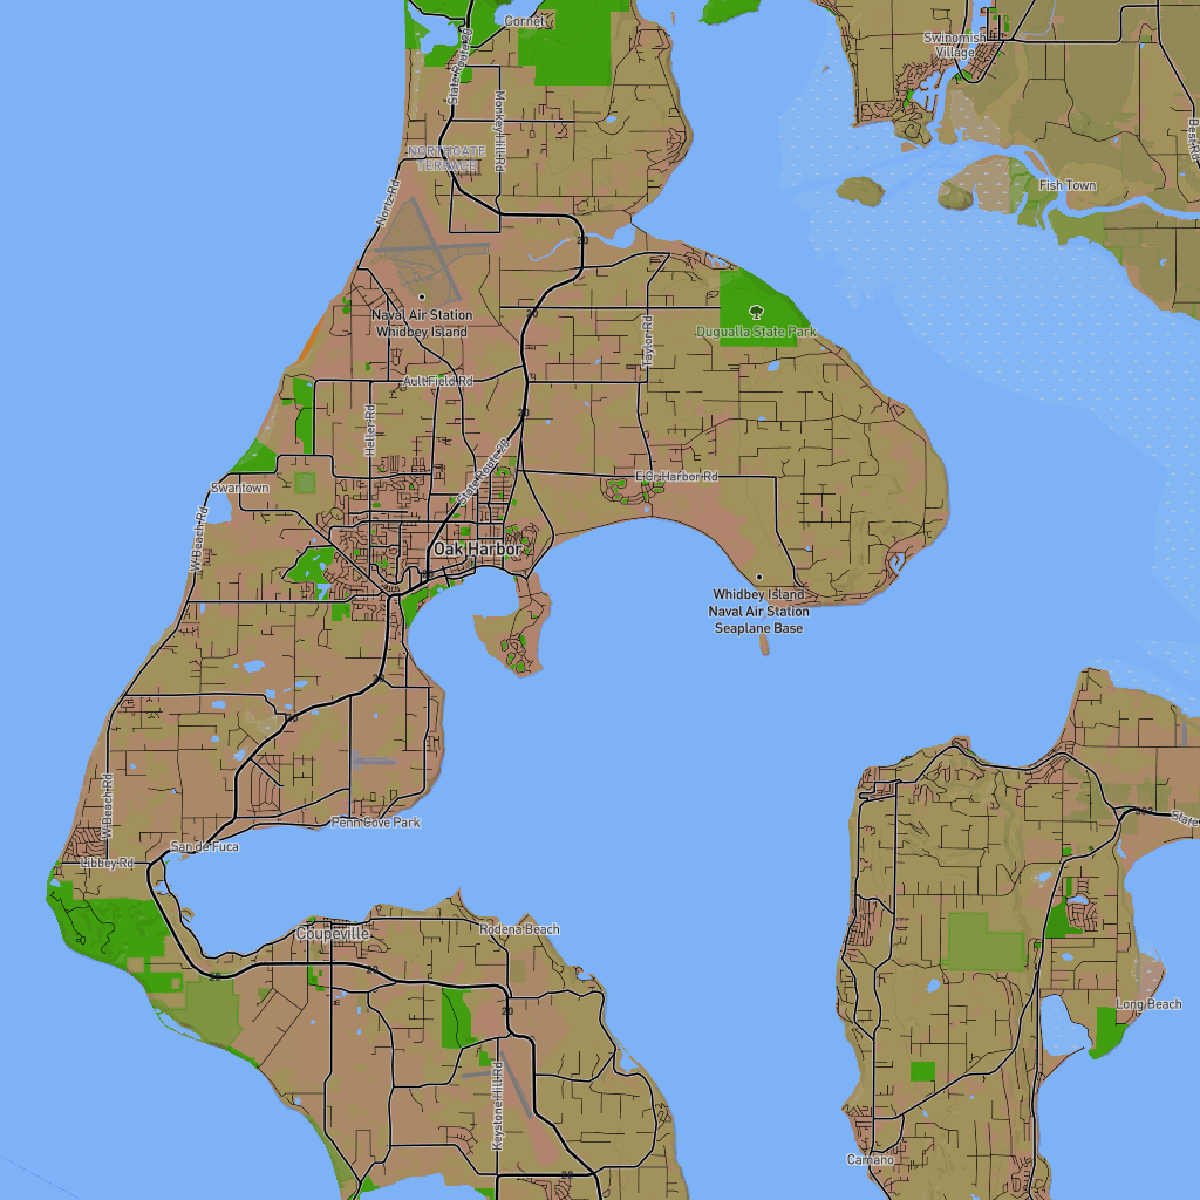 Cornet
State Route 20
Swinomish
Village
Monkey Hill Rd
Best Rd
NORTHGATE
TERRACE
Fish Town
Nortz Rd
20
Naval Air Station
Whidbey Island
20
Dugualla State Park
Taylor Rd
Ault Field Rd
20
Heller Rd
State Route 20
E Cr Harbor Rd
Swantown
W Beach Rd
Oak Harbor
Whidbey Island
Naval Air Station
Seaplane Base
20
20
W Beach Rd
Penn Cove Park
San de Fuca
Libbey Rd
State
Coupeville
Rodena Beach
20
20
20
Long Beach
Keystone Hill Rd
Camano
20